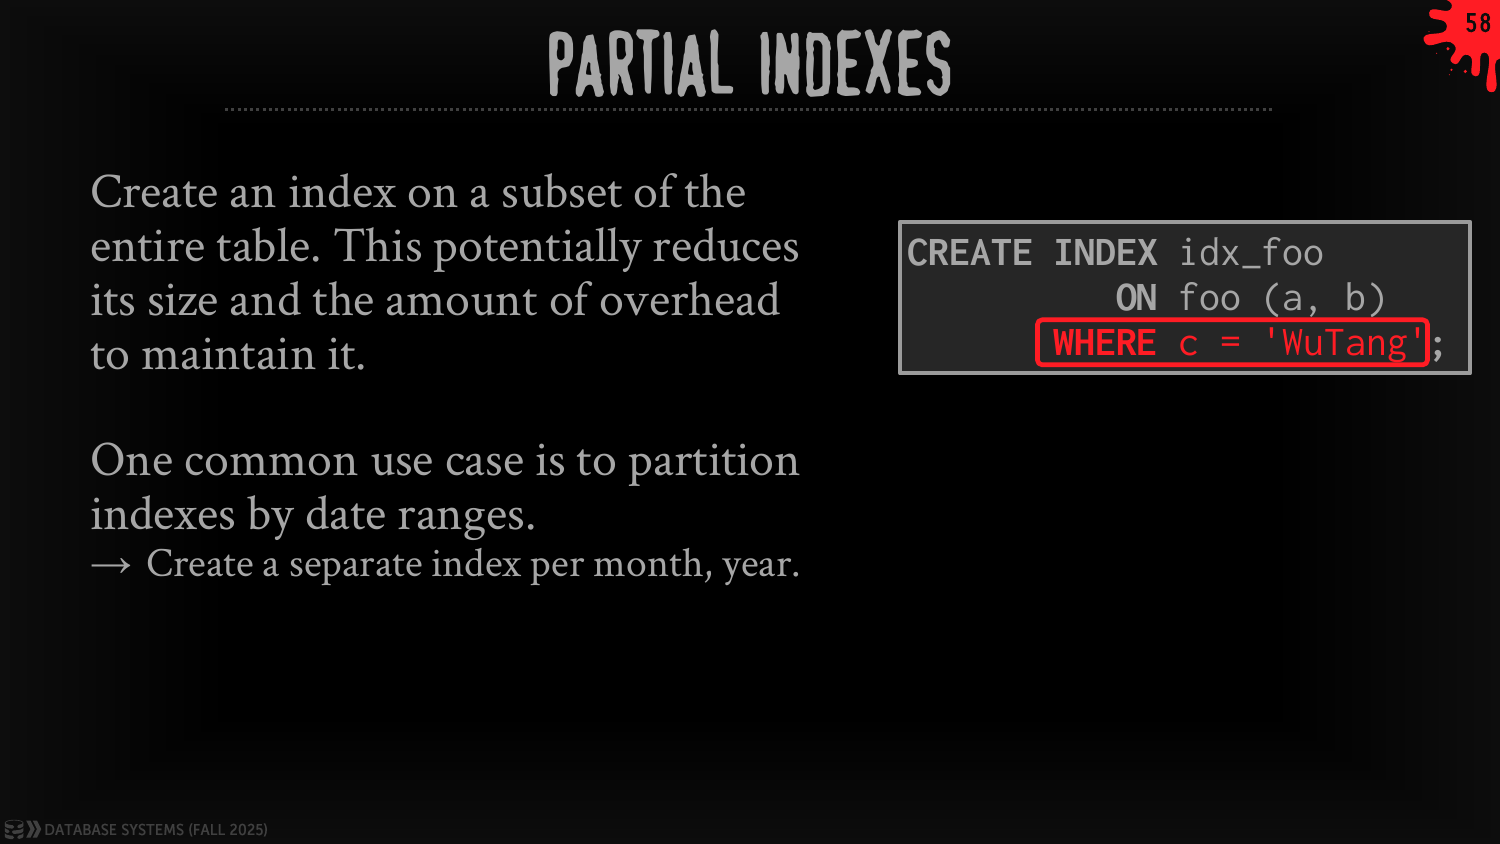 PARTIAL INDEXES
58
Create an index on a subset of the
entire table. This potentially reduces
its size and the amount of overhead
to maintain it.
One common use case is to partition
indexes by date ranges.
→ Create a separate index per month, year.
CREATE INDEX idx_foo
ON foo (a, b)
WHERE c = 'WuTang';
DATABASE SYSTEMS (FALL 2025)